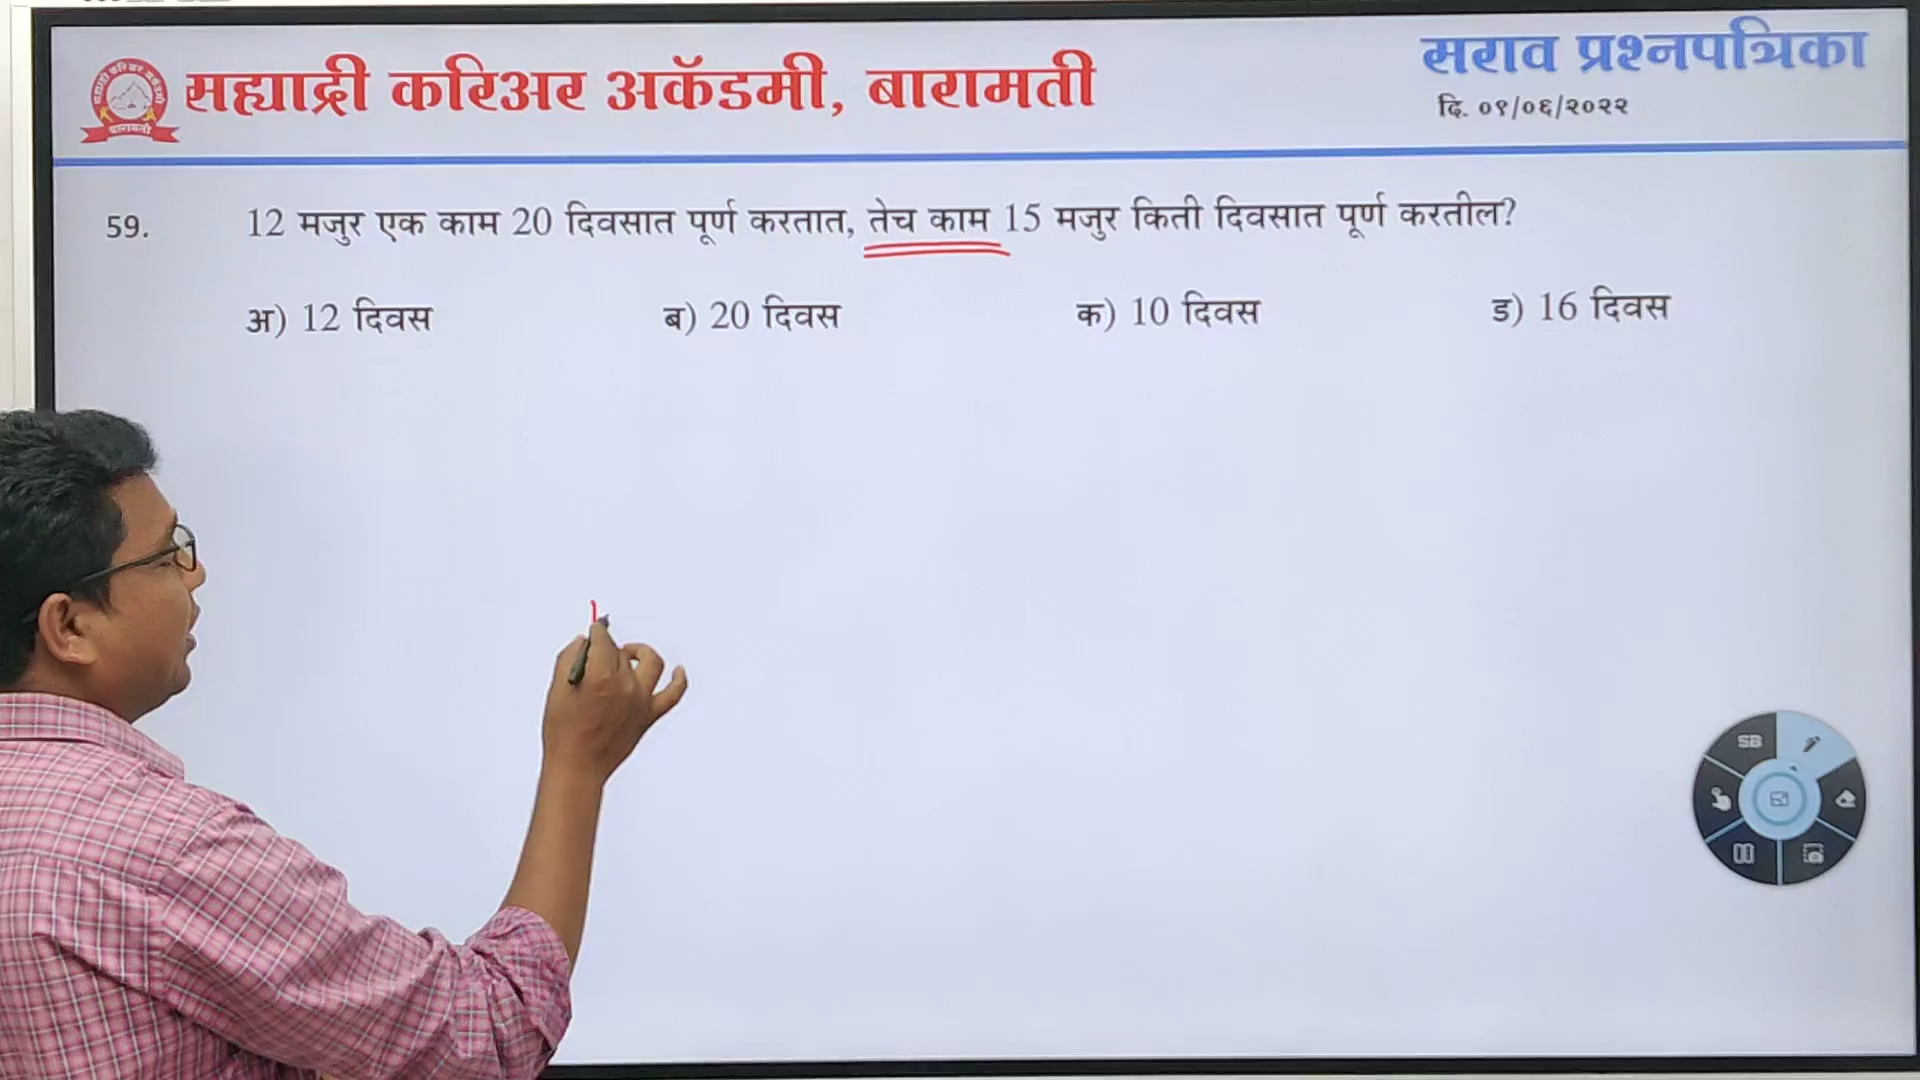 सह्याद्री करिअर अकॅडमी, बारामती
सराव प्रश्नपत्रिका
दि. ०९/०६/२०२२
59. 12 मजुर एक काम 20 दिवसात पूर्ण करतात, तेच काम 15 मजुर किती दिवसात पूर्ण करतील?
अ) 12 दिवस ब) 20 दिवस क) 10 दिवस ड) 16 दिवस
SB